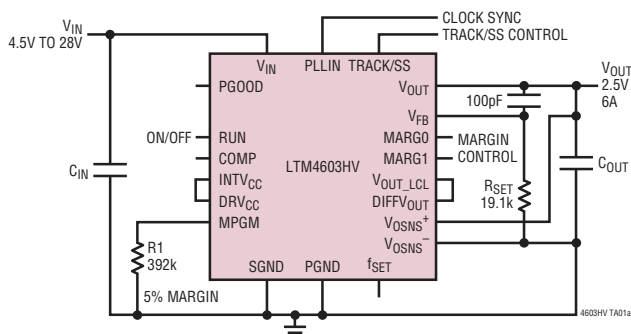 CLOCK SYNC
TRACK/SS CONTROL
VIN
4.5V TO 28V
VIN
PLLIN
TRACK/SS
VOUT
2.5V
6A
PGOOD
VOUT
100pF
VFB
ON/OFF
RUN
MARG0
MARGIN
CONTROL
COMP
LTM4603HV
MARG1
CIN
INTVCC
VOUT_LCL
COUT
DRVCC
DIFFVOUT
RSET
19.1k
MPGM
VOSNS+
R1
392k
VOSNS–
SGND
PGND
fSET
5% MARGIN
4603HV TA01a